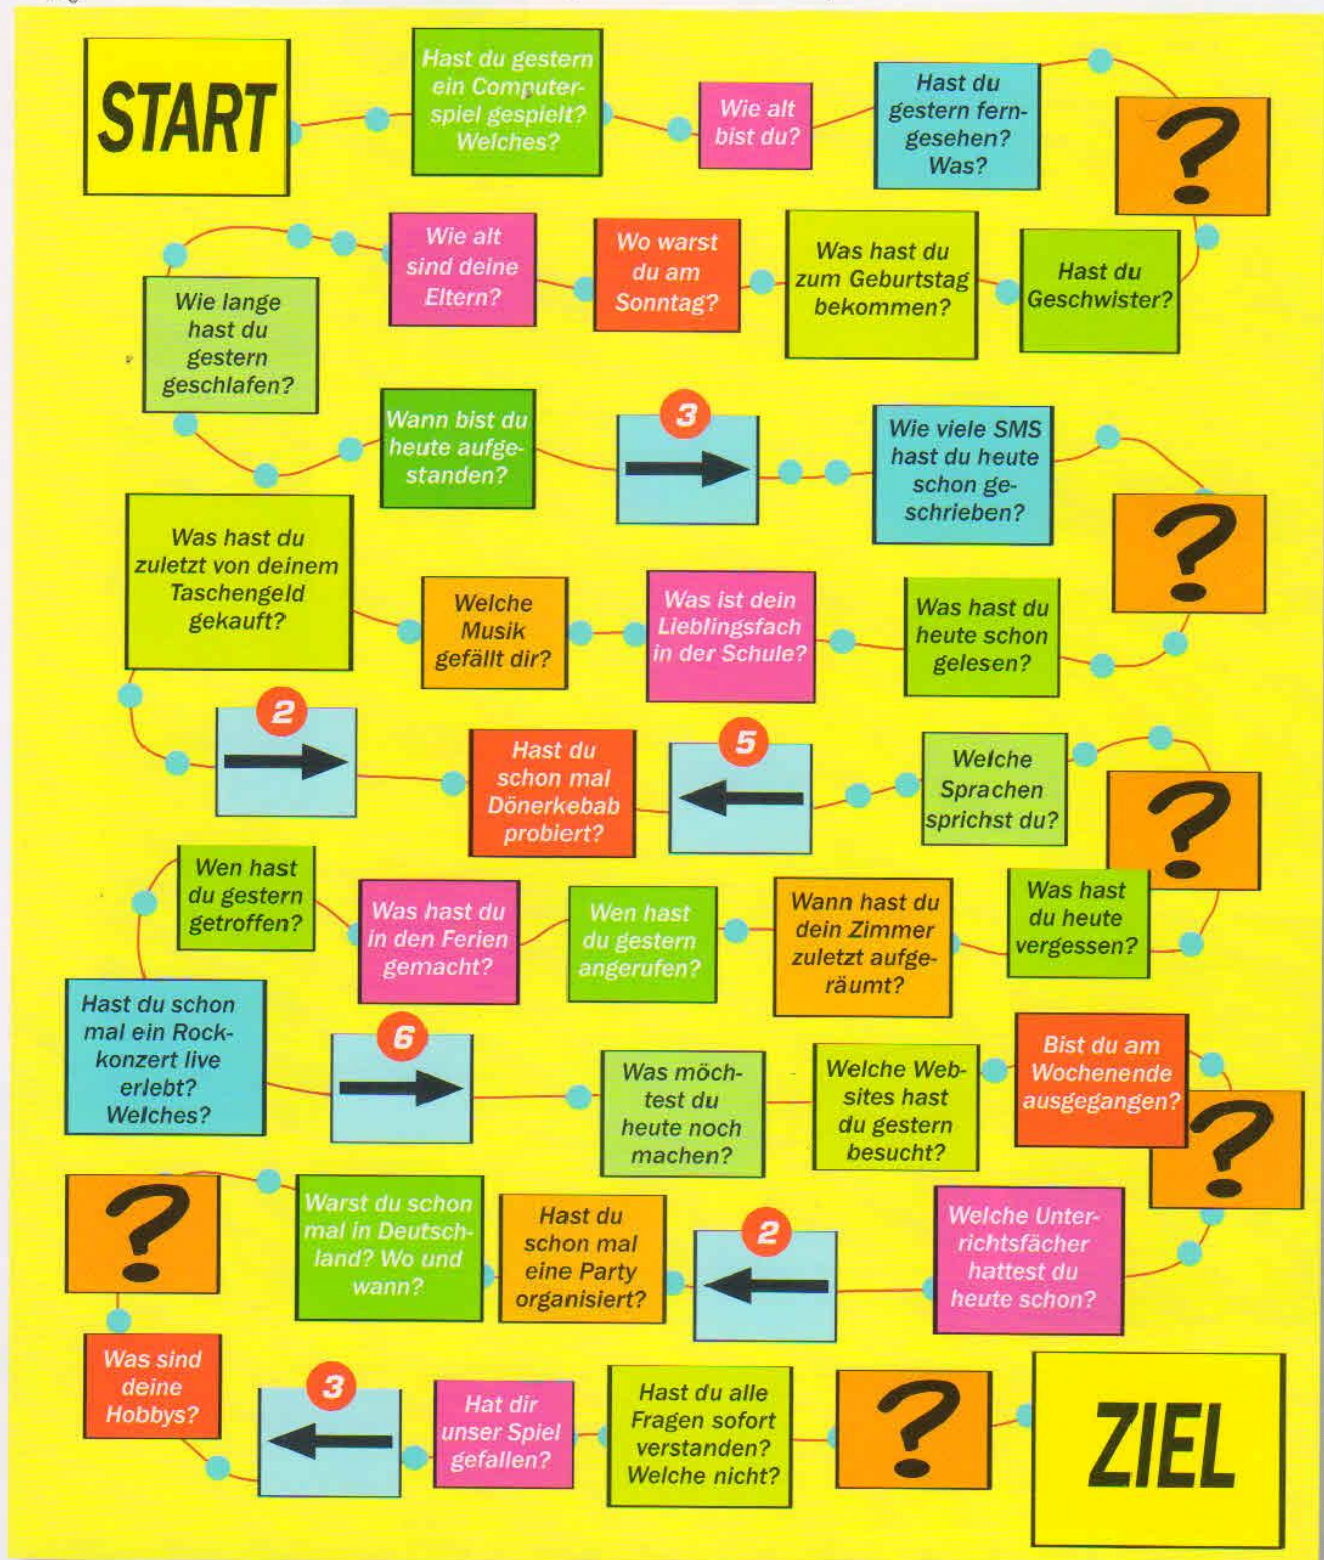 START
Hast du gestern
ein Computer-
spiel gespielt?
Welches?
Wie alt
bist du?
Hast du
gestern fern-
gesehen?
Was?
?
Wie lange
hast du
gestern
geschlafen?
Wie alt
sind deine
Eltern?
Wo warst
du am
Sonntag?
Was hast du
zum Geburtstag
bekommen?
Hast du
Geschwister?
Wann bist du
heute aufge-
standen?
3
Wie viele SMS
hast du heute
schon ge-
schrieben?
?
Was hast du
zuletzt von deinem
Taschengeld
gekauft?
Welche
Musik
gefällt dir?
Was ist dein
Lieblingsfach
in der Schule?
Was hast du
heute schon
gelesen?
2
Hast du
schon mal
Dönerkebab
probiert?
5
Welche
Sprachen
sprichst du?
?
Wen hast
du gestern
getroffen?
Was hast du
in den Ferien
gemacht?
Wen hast
du gestern
angerufen?
Wann hast du
dein Zimmer
zuletzt aufge-
räumt?
Was hast
du heute
vergessen?
Hast du schon
mal ein Rock-
konzert live
erlebt?
Welches?
6
Was möch-
test du
heute noch
machen?
Welche Web-
sites hast
du gestern
besucht?
Bist du am
Wochenende
ausgegangen?
?
?
Warst du schon
mal in Deutsch-
land? Wo und
wann?
Hast du
schon mal
eine Party
organisiert?
2
Welche Unter-
richtsfächer
hattest du
heute schon?
Was sind
deine
Hobbys?
3
Hat dir
unser Spiel
gefallen?
Hast du alle
Fragen sofort
verstanden?
Welche nicht?
?
ZIEL